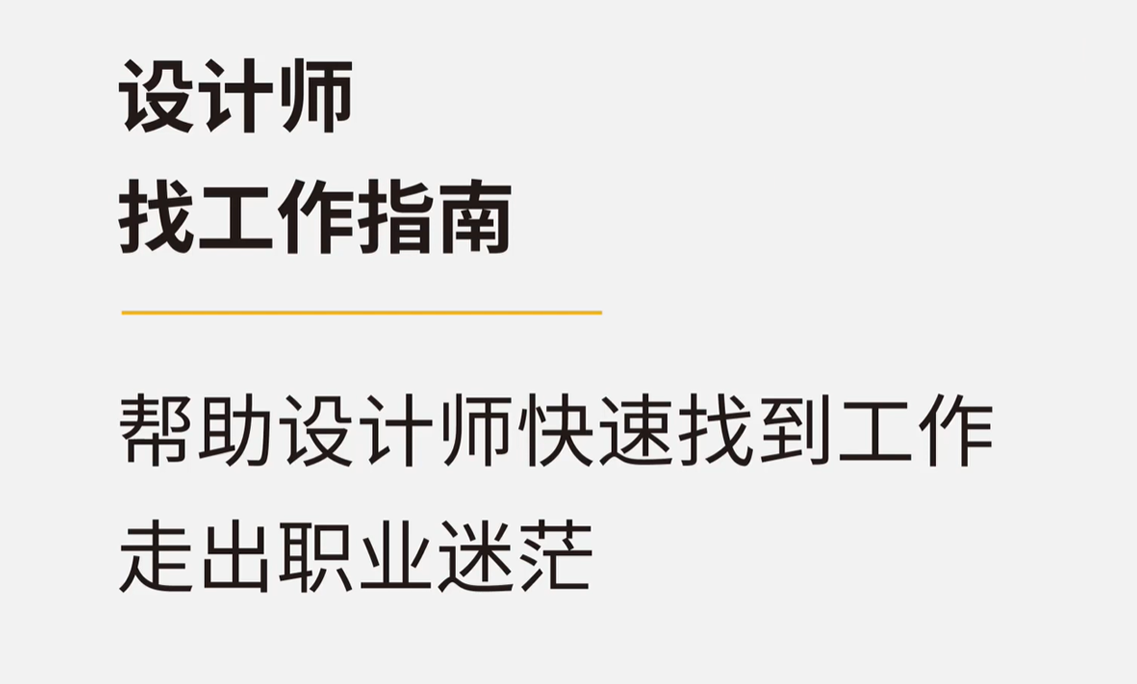 设计师
找工作指南
帮助设计师快速找到工作
走出职业迷茫